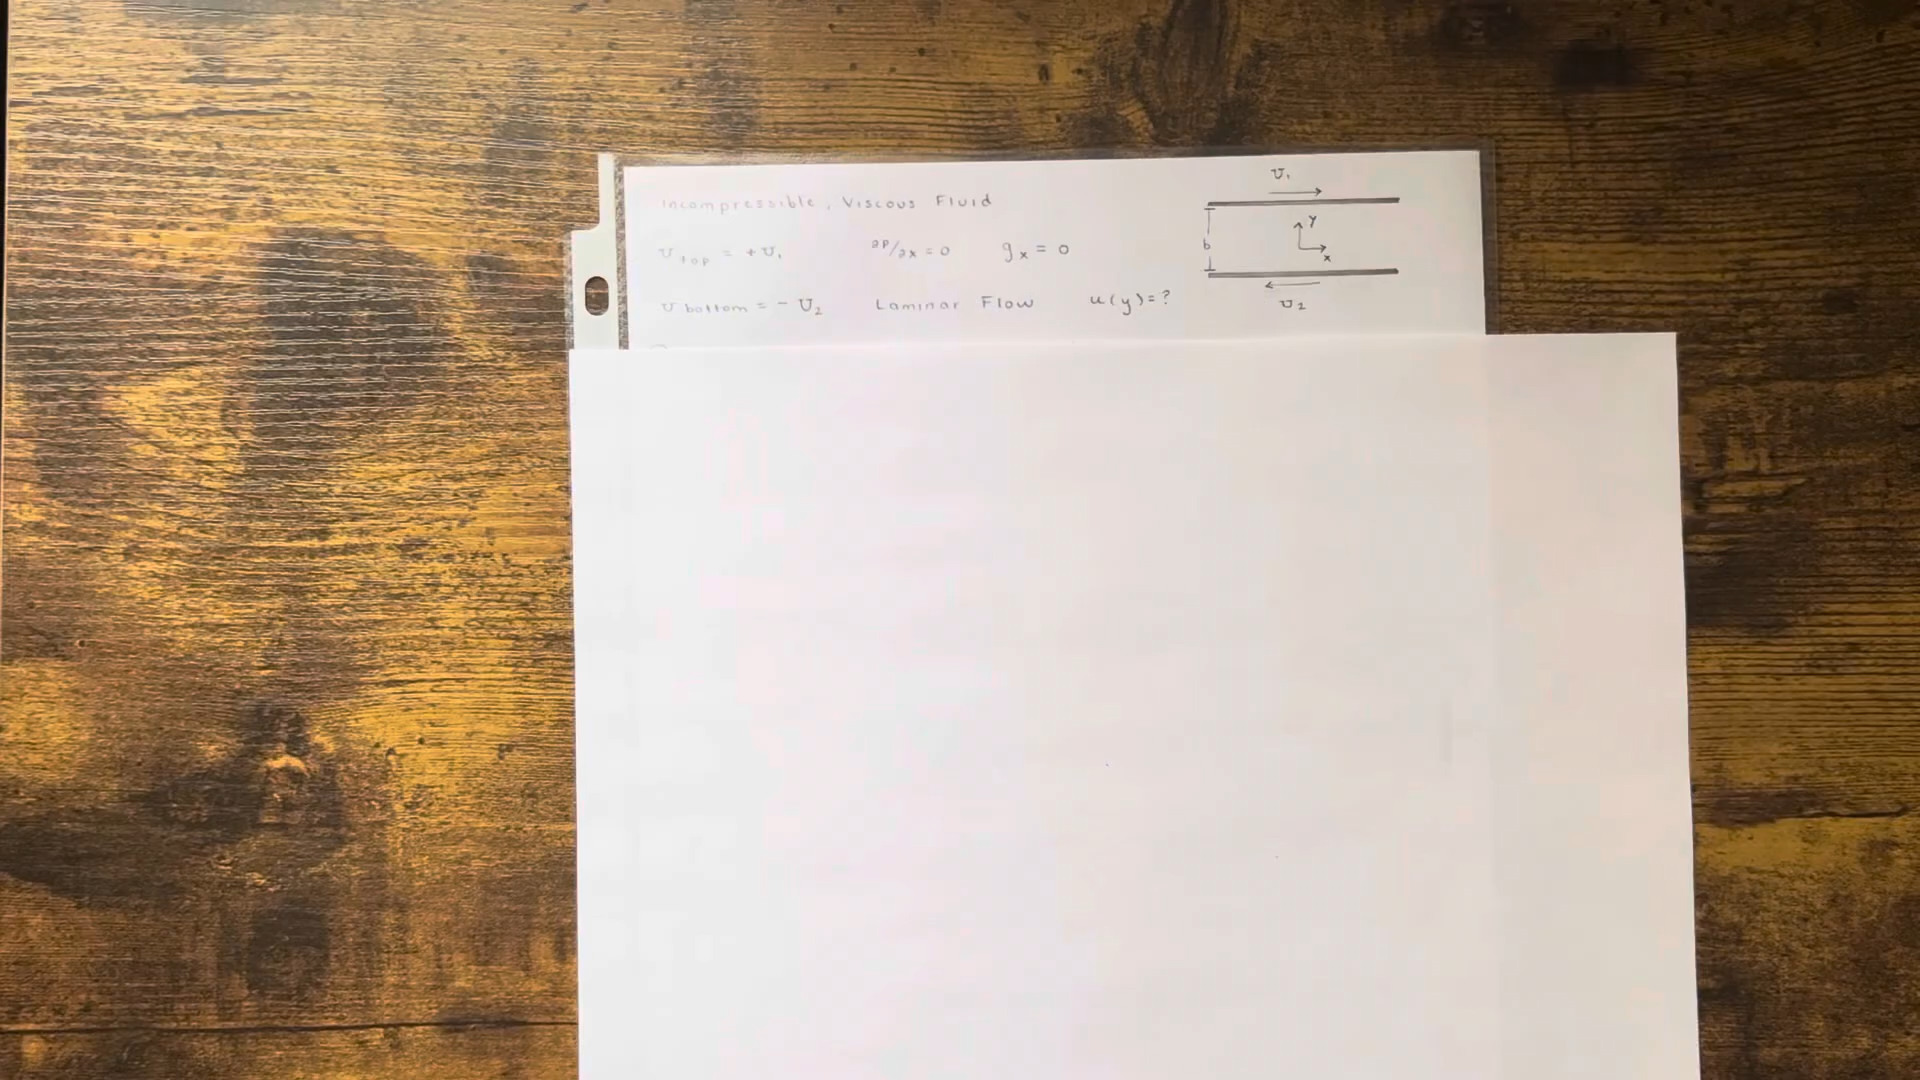 Incompressible, Viscous Fluid
U top = + U₁ ∂P/∂x = 0 gₓ = 0
U bottom = - U₂ Laminar Flow u(y)=?
U₁
b
y
x
U₂